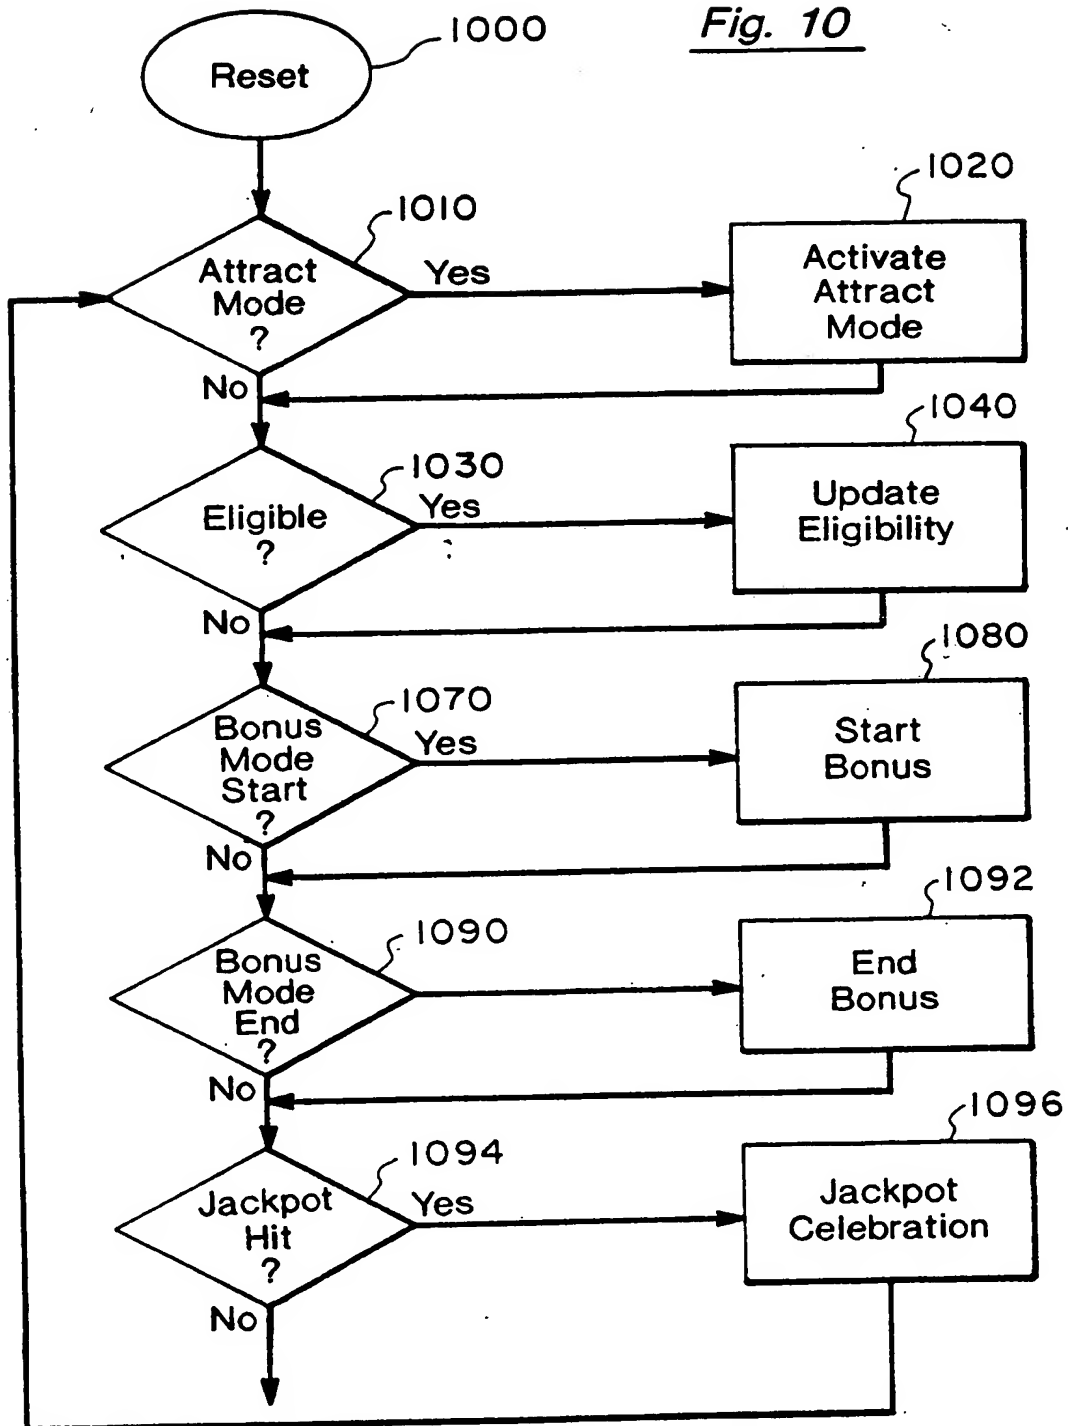 Fig. 10
1000
Reset
1010
Attract
Mode
?
Yes
No
1020
Activate
Attract
Mode
1030
Eligible
?
Yes
No
1040
Update
Eligibility
1070
Bonus
Mode
Start
?
Yes
No
1080
Start
Bonus
1090
Bonus
Mode
End
?
No
1092
End
Bonus
1094
Jackpot
Hit
?
Yes
No
1096
Jackpot
Celebration